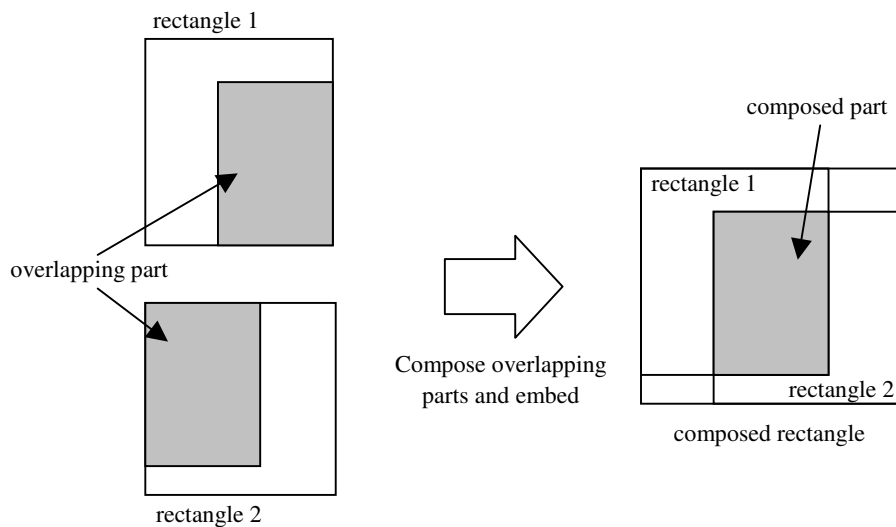 rectangle 1
overlapping part
rectangle 2
Compose overlapping
parts and embed
composed part
rectangle 1
rectangle 2
composed rectangle